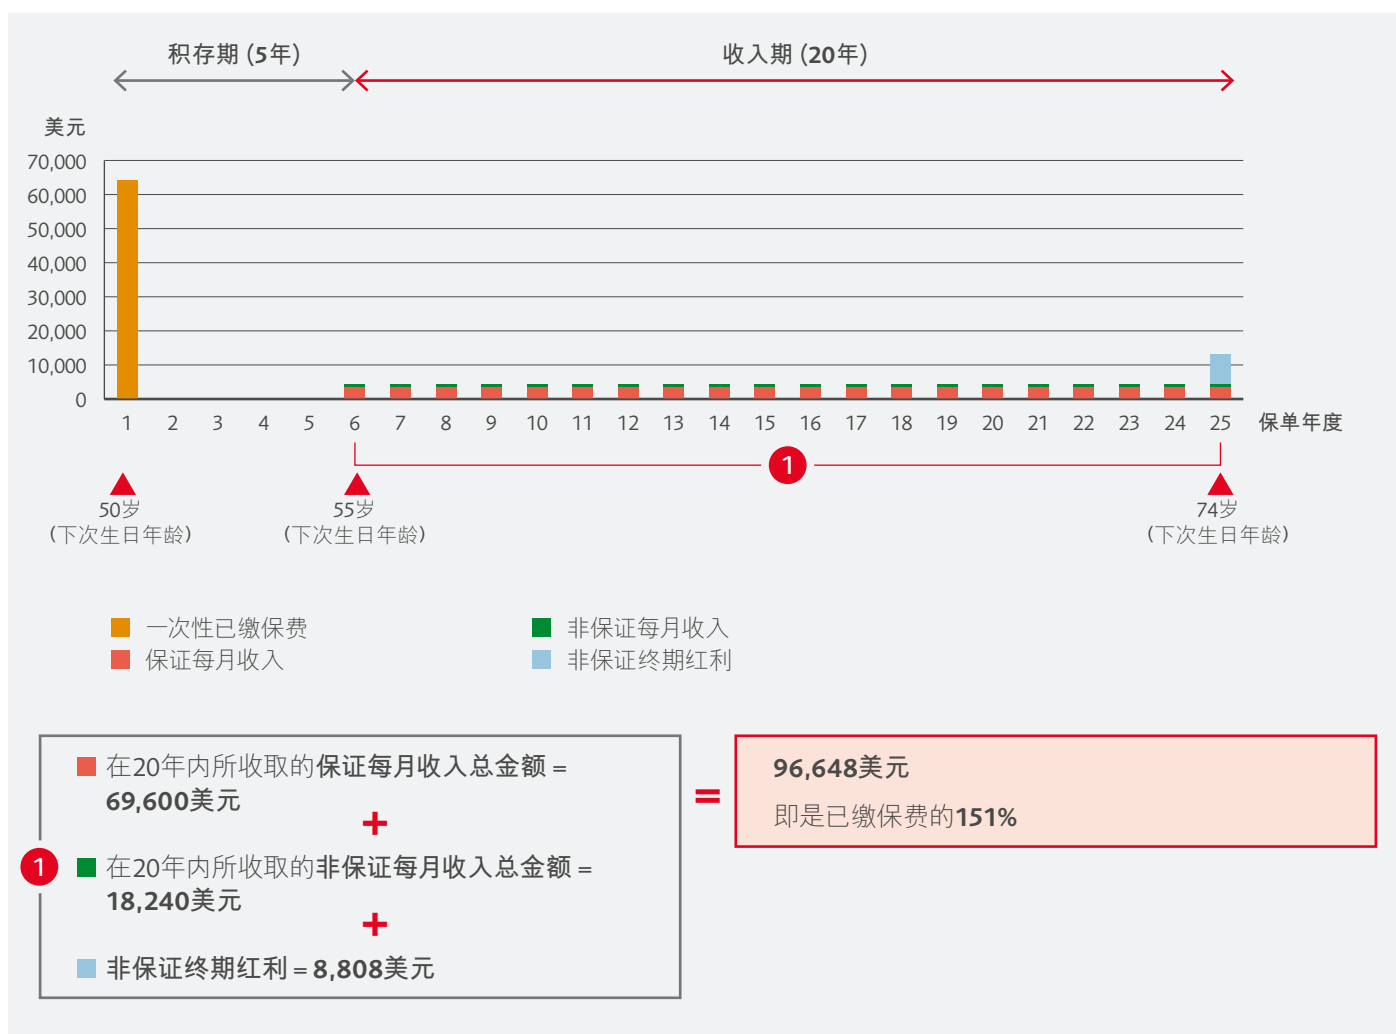 积存期 (5年)
收入期 (20年)
美元
70,000
60,000
50,000
40,000
30,000
20,000
10,000
0
1 2 3 4 5 6 7 8 9 10 11 12 13 14 15 16 17 18 19 20 21 22 23 24 25 保单年度
1
50岁
(下次生日年龄)
55岁
(下次生日年龄)
74岁
(下次生日年龄)
一次性已缴保费
保证每月收入
非保证每月收入
非保证终期红利
1
在20年内所收取的保证每月收入总金额 =
69,600美元
+
在20年内所收取的非保证每月收入总金额 =
18,240美元
+
非保证终期红利 = 8,808美元
=
96,648美元
即是已缴保费的151%